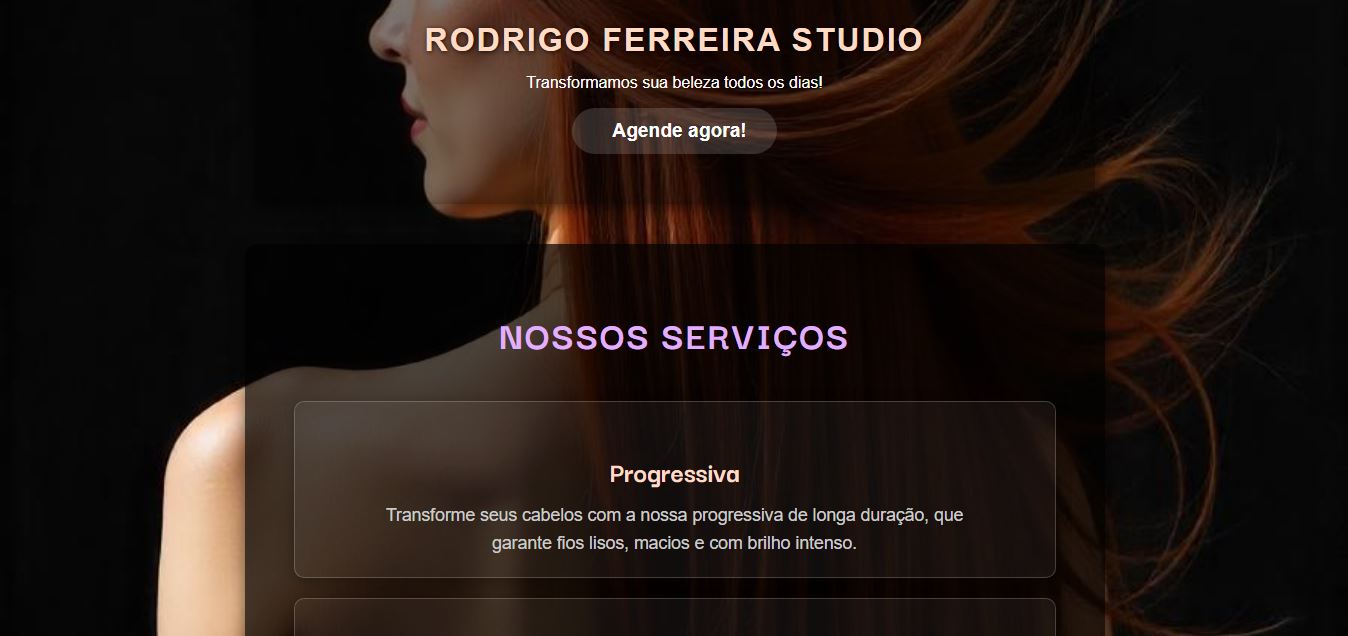 RODRIGO FERREIRA STUDIO
Transformamos sua beleza todos os dias!
Agende agora!
NOSSOS SERVIÇOS
Progressiva
Transforme seus cabelos com a nossa progressiva de longa duração, que
garante fios lisos, macios e com brilho intenso.